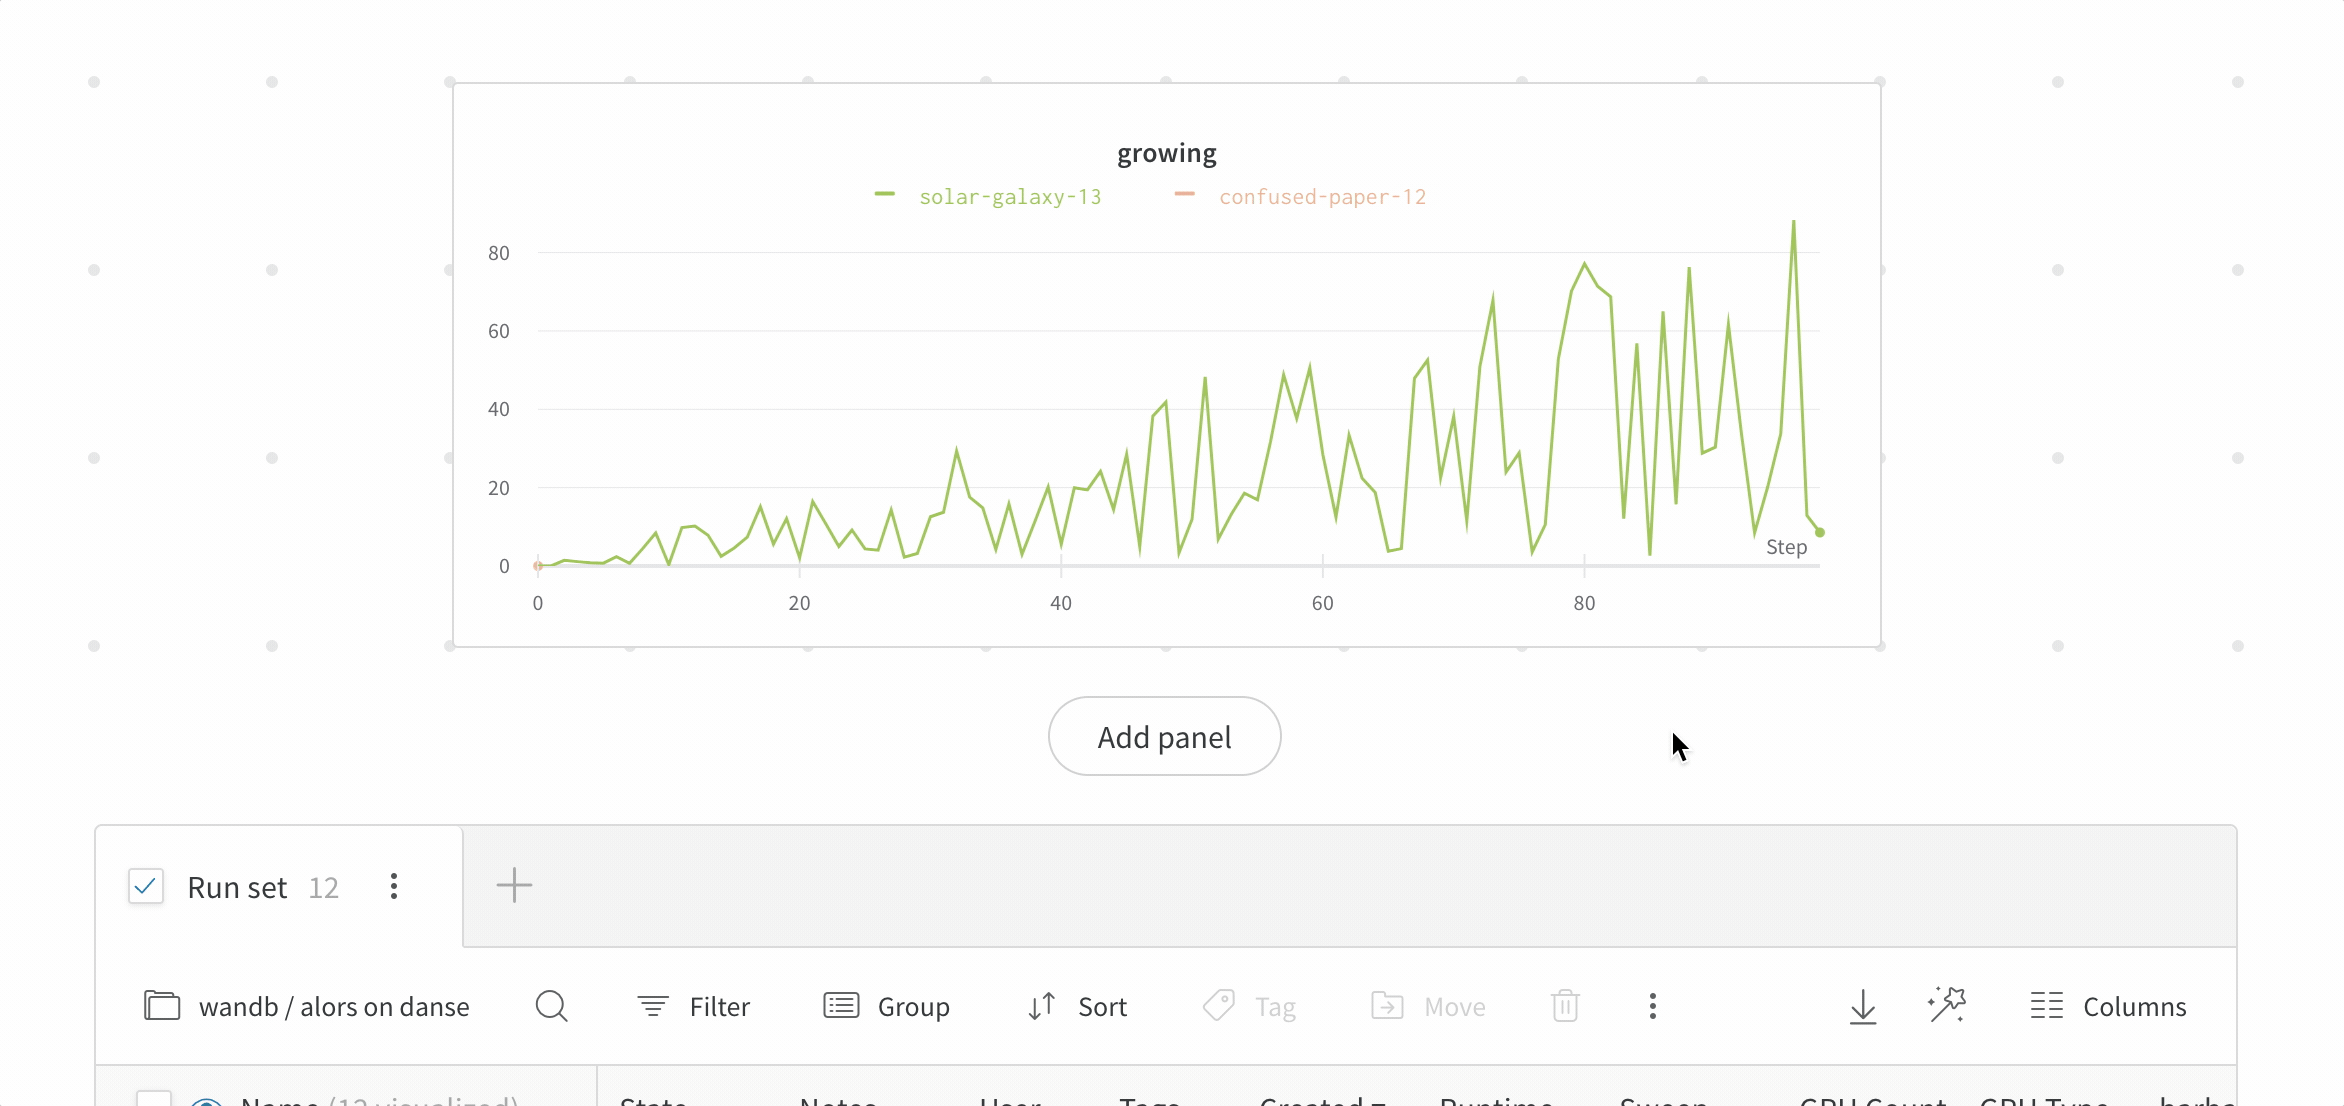 growing
solar-galaxy-13 confused-paper-12
80
60
40
20
0
Step
0 20 40 60 80
Add panel
Run set 12
wandb / alors on danse Filter Group Sort Tag Move Columns
Name (12 visualized) State Notes User Tags Created Runtime Sweep GPU Count GPU Type